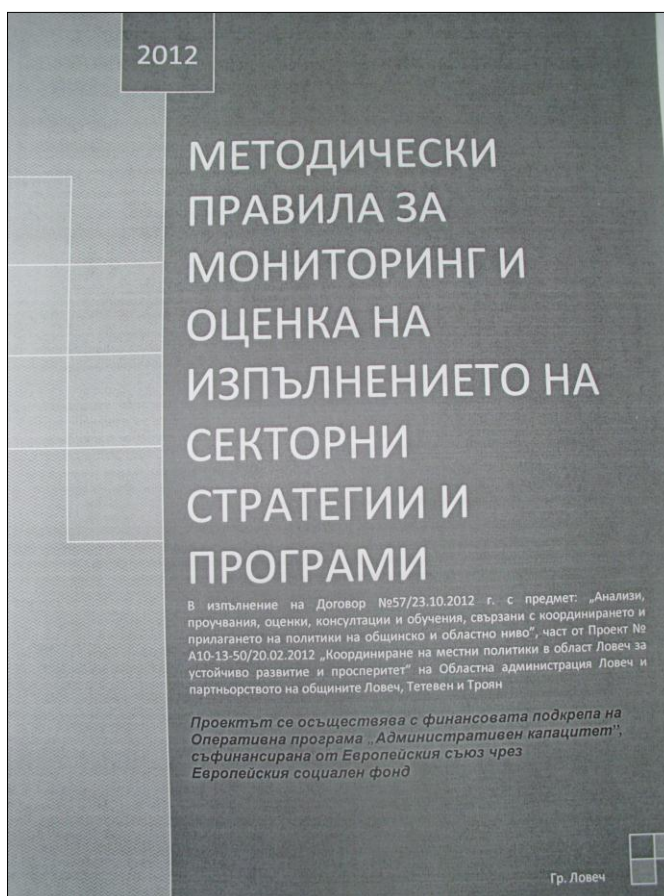 2012
МЕТОДИЧЕСКИ
ПРАВИЛА ЗА
МОНИТОРИНГ И
ОЦЕНКА НА
ИЗПЪЛНЕНИЕТО НА
СЕКТОРНИ
СТРАТЕГИИ И
ПРОГРАМИ
В изпълнение на Договор №57/23.10.2012 г. с предмет: „Анализи,
проучвания, оценки, консултации и обучения, свързани с координирането и
прилагането на политики на общинско и областно ниво", част от Проект №
А10-13-50/20.02.2012 „Координиране на местни политики в област Ловеч за
устойчиво развитие и просперитет" на Областна администрация Ловеч и
партньорството на общините Ловеч, Тетевен и Троян
Проектът се осъществява с финансовата подкрепа на
Оперативна програма „Административен капацитет",
съфинансирана от Европейския съюз чрез
Европейския социален фонд
Гр. Ловеч